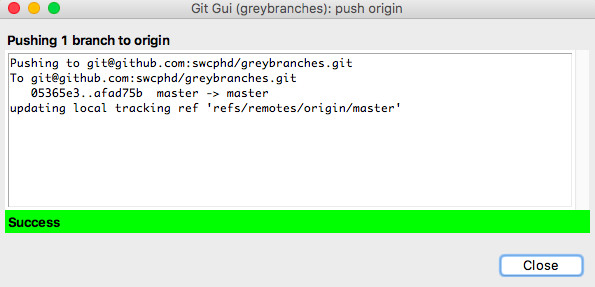 Git Gui (greybranches): push origin
Pushing 1 branch to origin
Pushing to git@github.com:swcphd/greybranches.git
To git@github.com:swcphd/greybranches.git
   05365e3..afad75b  master -> master
updating local tracking ref 'refs/remotes/origin/master'
Success
Close